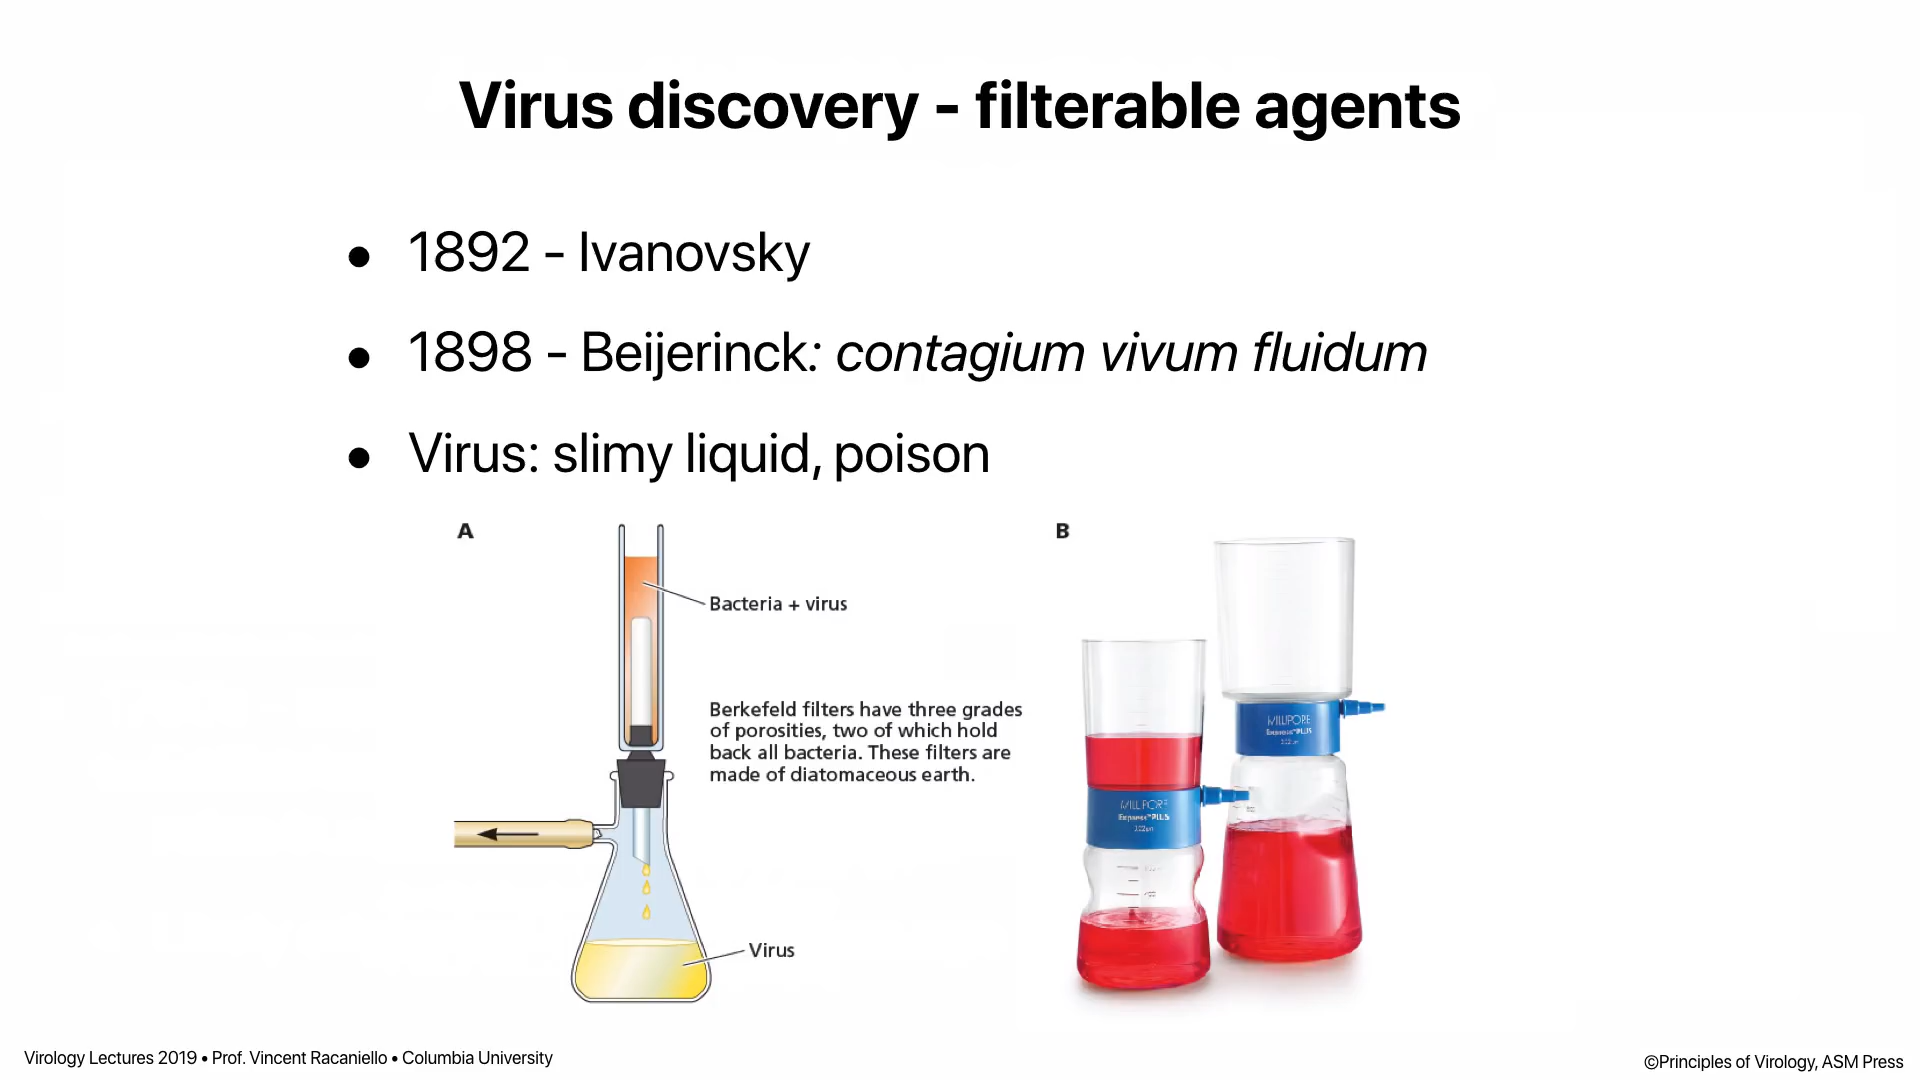 Virus discovery - filterable agents
• 1892 - Ivanovsky
• 1898 - Beijerinck: contagium vivum fluidum
• Virus: slimy liquid, poison
A
Bacteria + virus
Berkefeld filters have three grades
of porosities, two of which hold
back all bacteria. These filters are
made of diatomaceous earth.
Virus
B
MILLIPORE
Express™PLUS
MILLIPORE
Express™PLUS
Virology Lectures 2019 • Prof. Vincent Racaniello • Columbia University
©Principles of Virology, ASM Press